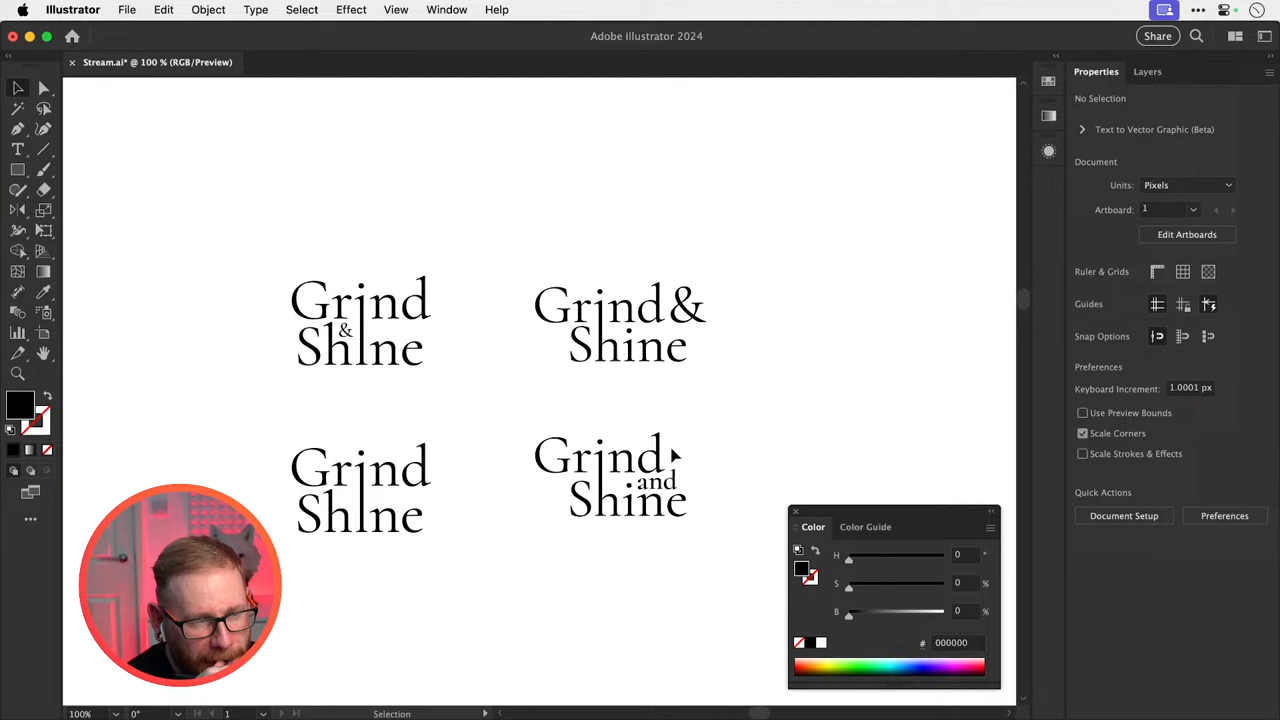 Illustrator File Edit Object Type Select Effect View Window Help
Adobe Illustrator 2024
Share
Stream.ai* @ 100 % (RGB/Preview)
Properties Layers
No Selection
Text to Vector Graphic (Beta)
Document
Units: Pixels
Artboard: 1
Edit Artboards
Ruler & Grids
Guides
Snap Options
Preferences
Keyboard Increment: 1.0001 px
Use Preview Bounds
Scale Corners
Scale Strokes & Effects
Quick Actions
Document Setup Preferences
Grind
&
Shine
Grind &
Shine
Grind
Shine
Grind
and
Shine
Color Color Guide
H 0 °
S 0 %
B 0 %
# 000000
100% 0° 1 Selection